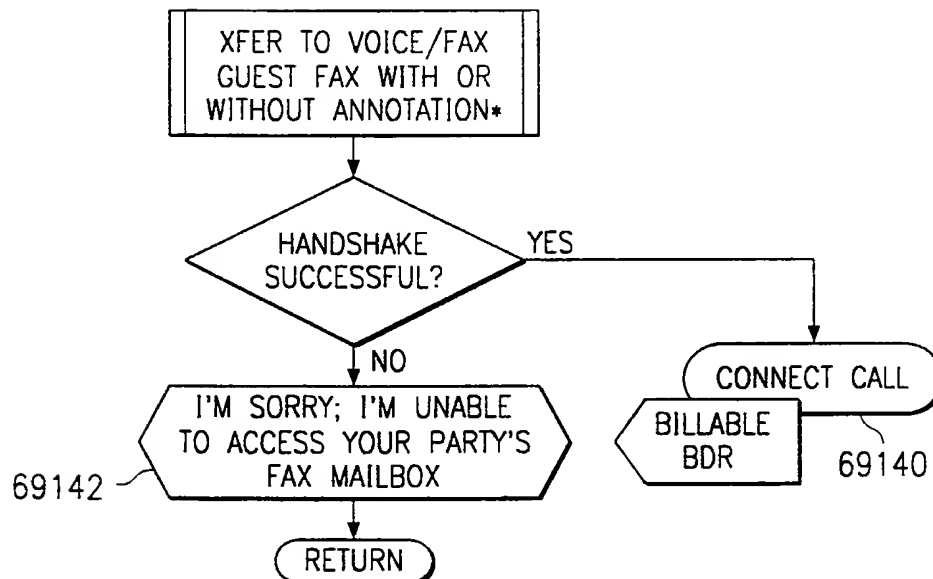 XFER TO VOICE/FAX
GUEST FAX WITH OR
WITHOUT ANNOTATION*
HANDSHAKE
SUCCESSFUL?
YES
NO
CONNECT CALL
BILLABLE
BDR
69140
I'M SORRY; I'M UNABLE
TO ACCESS YOUR PARTY'S
FAX MAILBOX
69142
RETURN